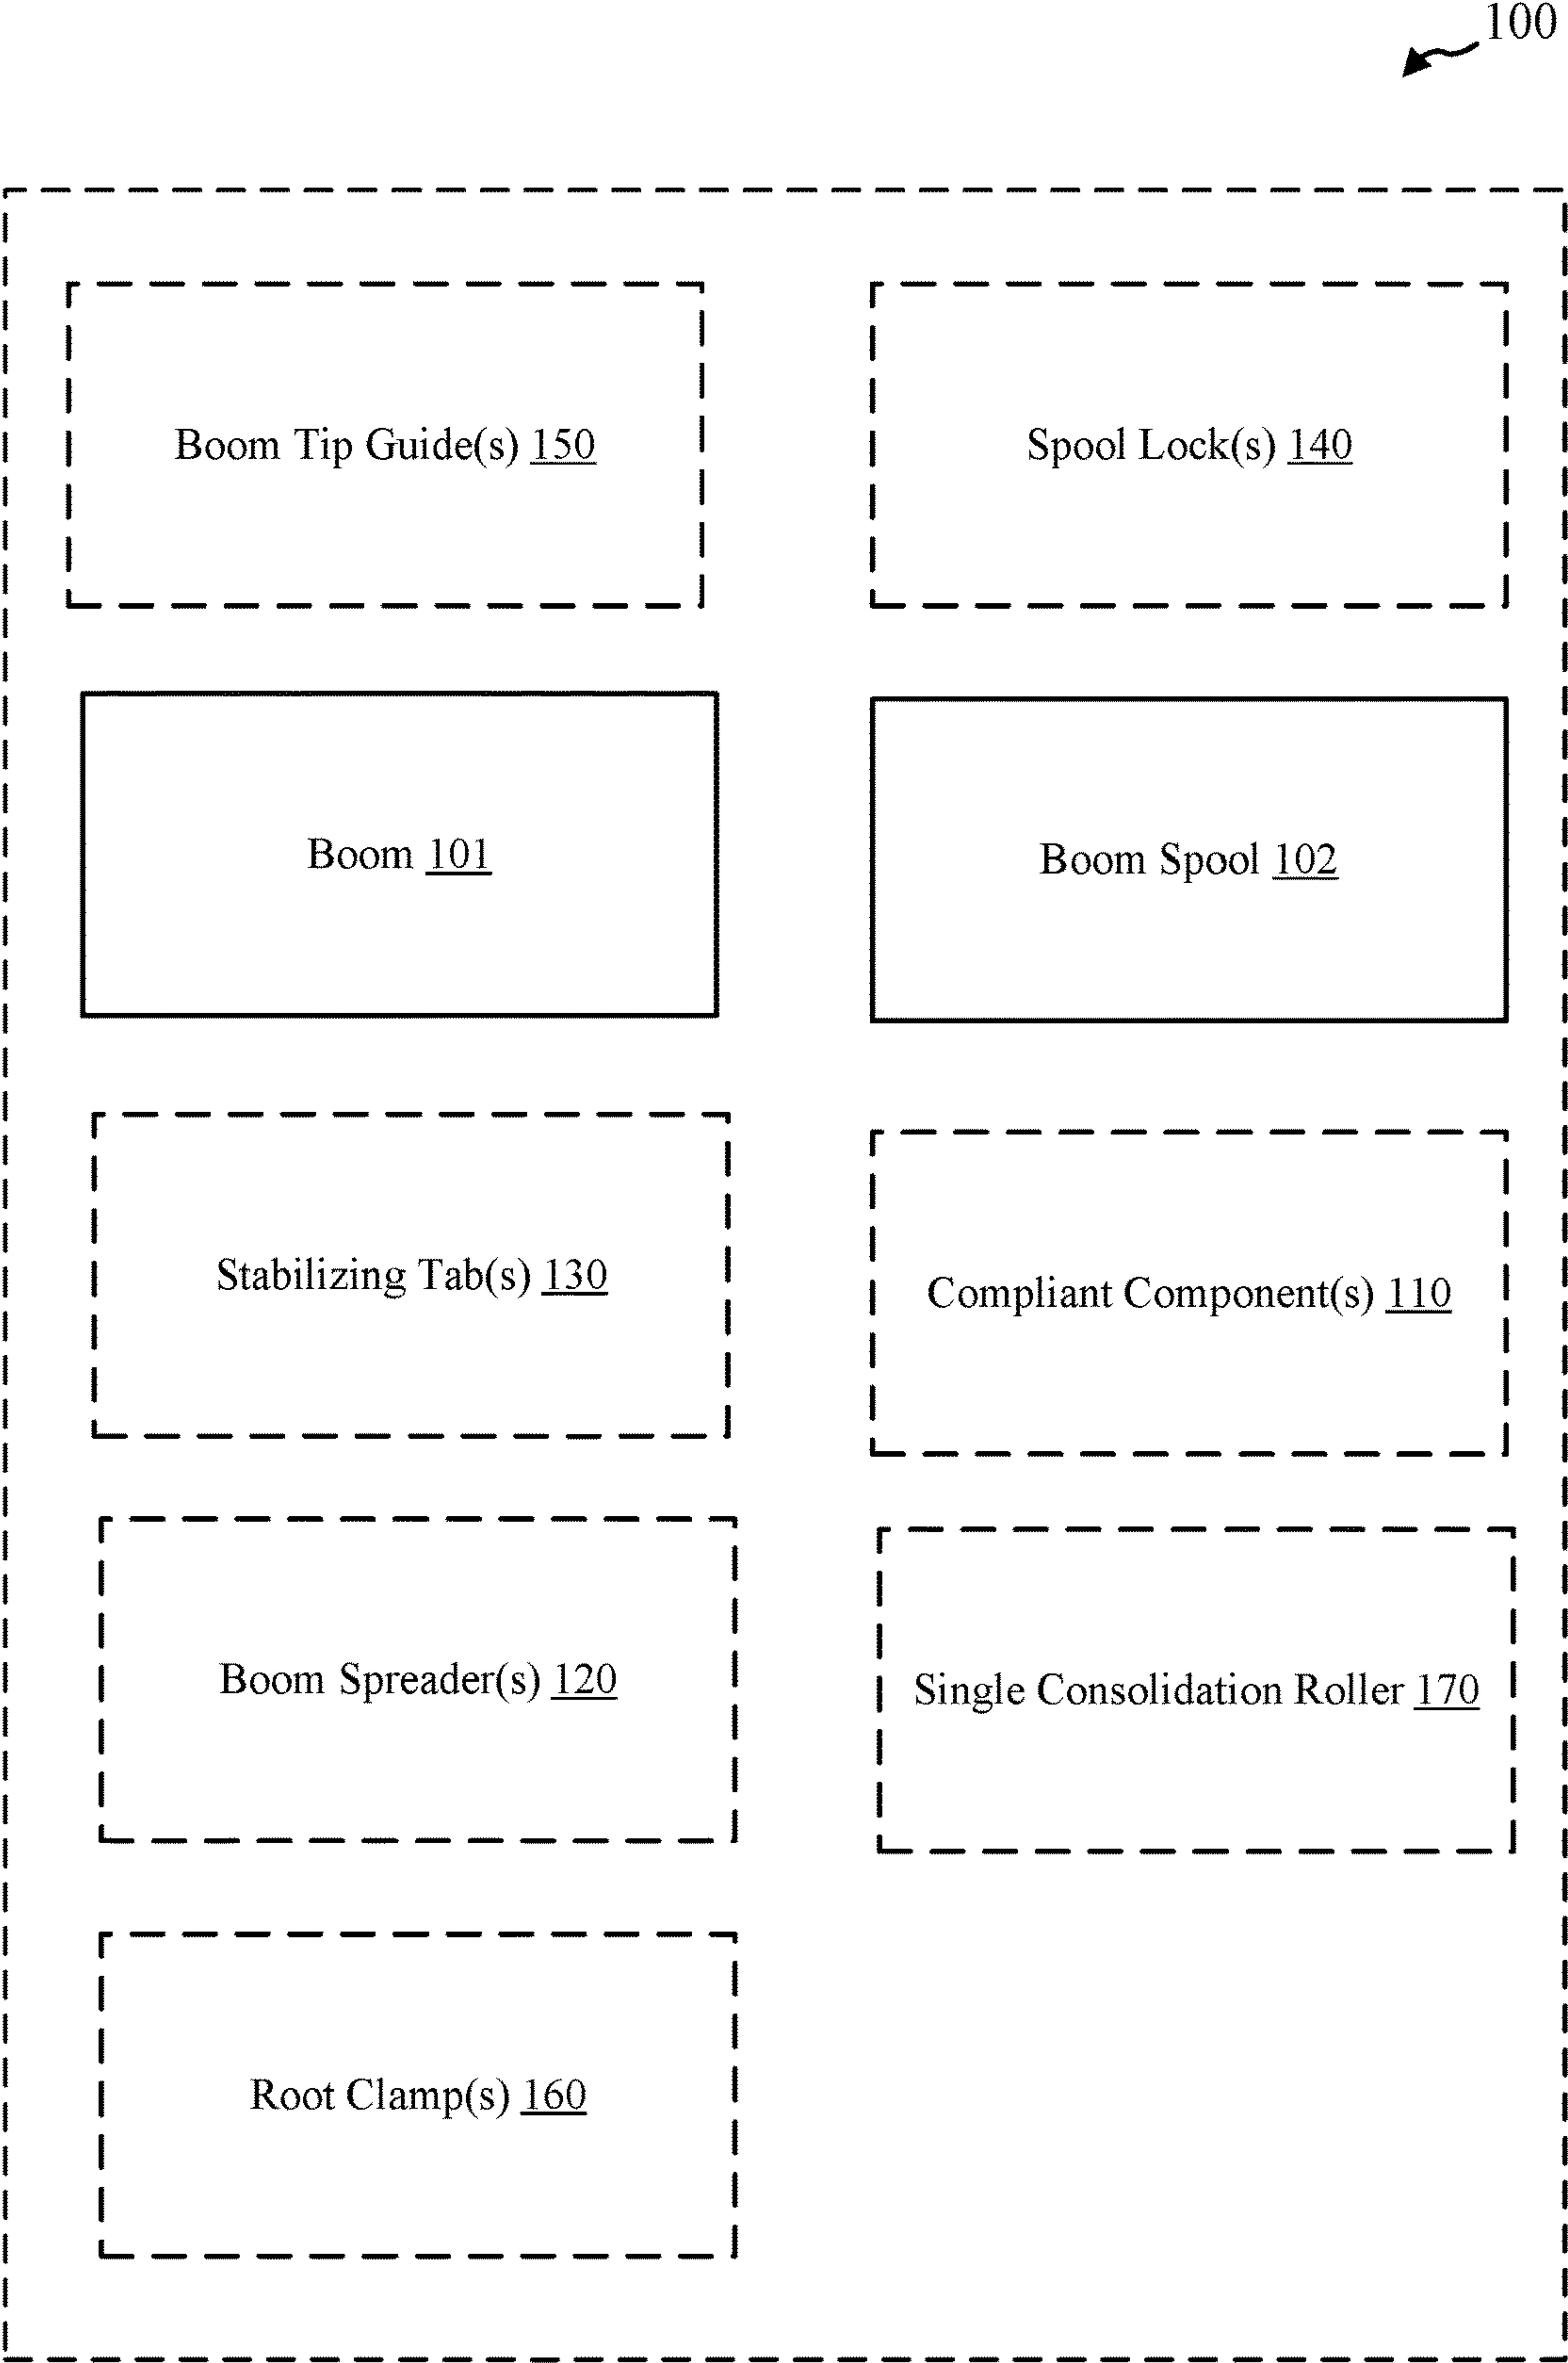 100
Boom Tip Guide(s) 150
Spool Lock(s) 140
Boom 101
Boom Spool 102
Stabilizing Tab(s) 130
Compliant Component(s) 110
Boom Spreader(s) 120
Single Consolidation Roller 170
Root Clamp(s) 160